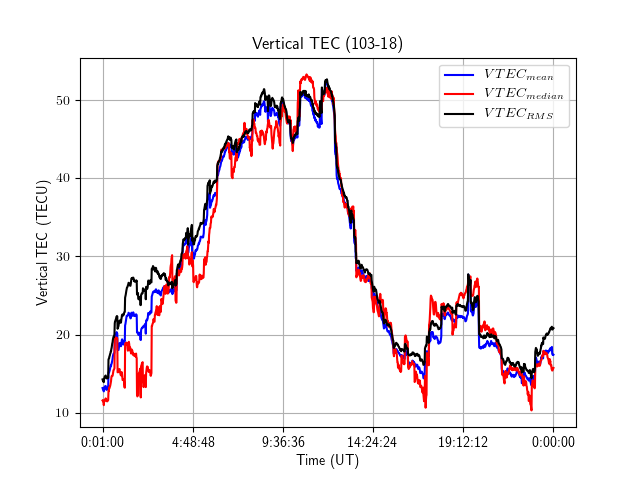 Vertical TEC (103-18)
VTEC_mean
VTEC_median
VTEC_RMS
50
40
30
20
10
Vertical TEC (TECU)
0:01:00 4:48:48 9:36:36 14:24:24 19:12:12 0:00:00
Time (UT)